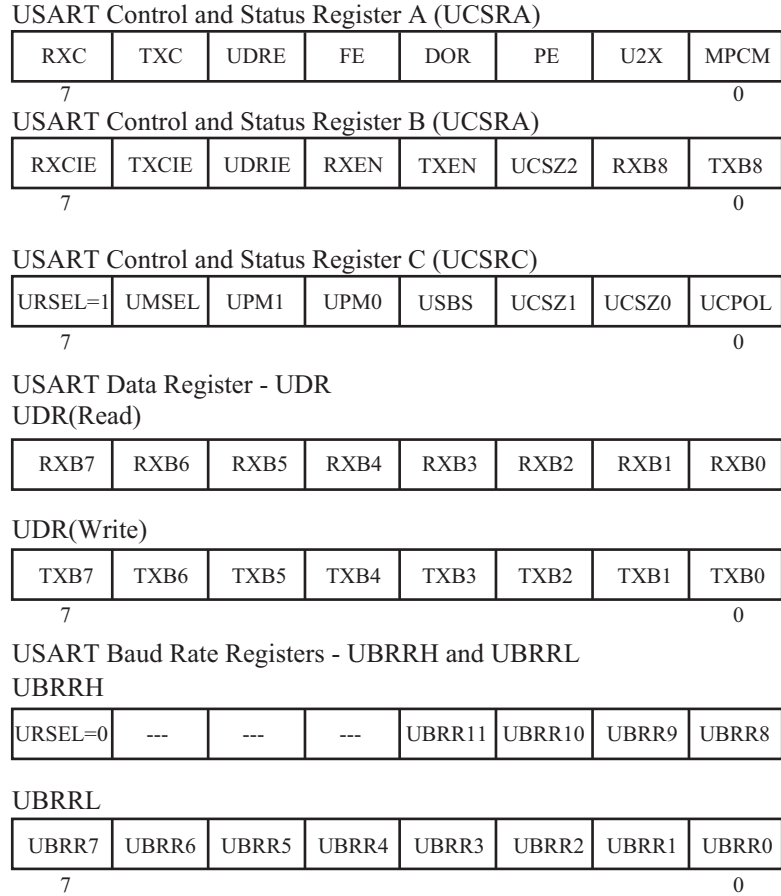 USART Control and Status Register A (UCSRA)
RXC TXC UDRE FE DOR PE U2X MPCM
7 0
USART Control and Status Register B (UCSRA)
RXCIE TXCIE UDRIE RXEN TXEN UCSZ2 RXB8 TXB8
7 0
USART Control and Status Register C (UCSRC)
URSEL=1 UMSEL UPM1 UPM0 USBS UCSZ1 UCSZ0 UCPOL
7 0
USART Data Register - UDR
UDR(Read)
RXB7 RXB6 RXB5 RXB4 RXB3 RXB2 RXB1 RXB0
UDR(Write)
TXB7 TXB6 TXB5 TXB4 TXB3 TXB2 TXB1 TXB0
7 0
USART Baud Rate Registers - UBRRH and UBRRL
UBRRH
URSEL=0 --- --- --- UBRR11 UBRR10 UBRR9 UBRR8
UBRRL
UBRR7 UBRR6 UBRR5 UBRR4 UBRR3 UBRR2 UBRR1 UBRR0
7 0